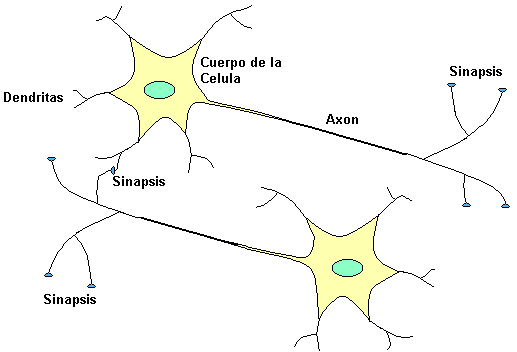 Cuerpo de la
Celula
Sinapsis
Dendritas
Axon
Sinapsis
Sinapsis